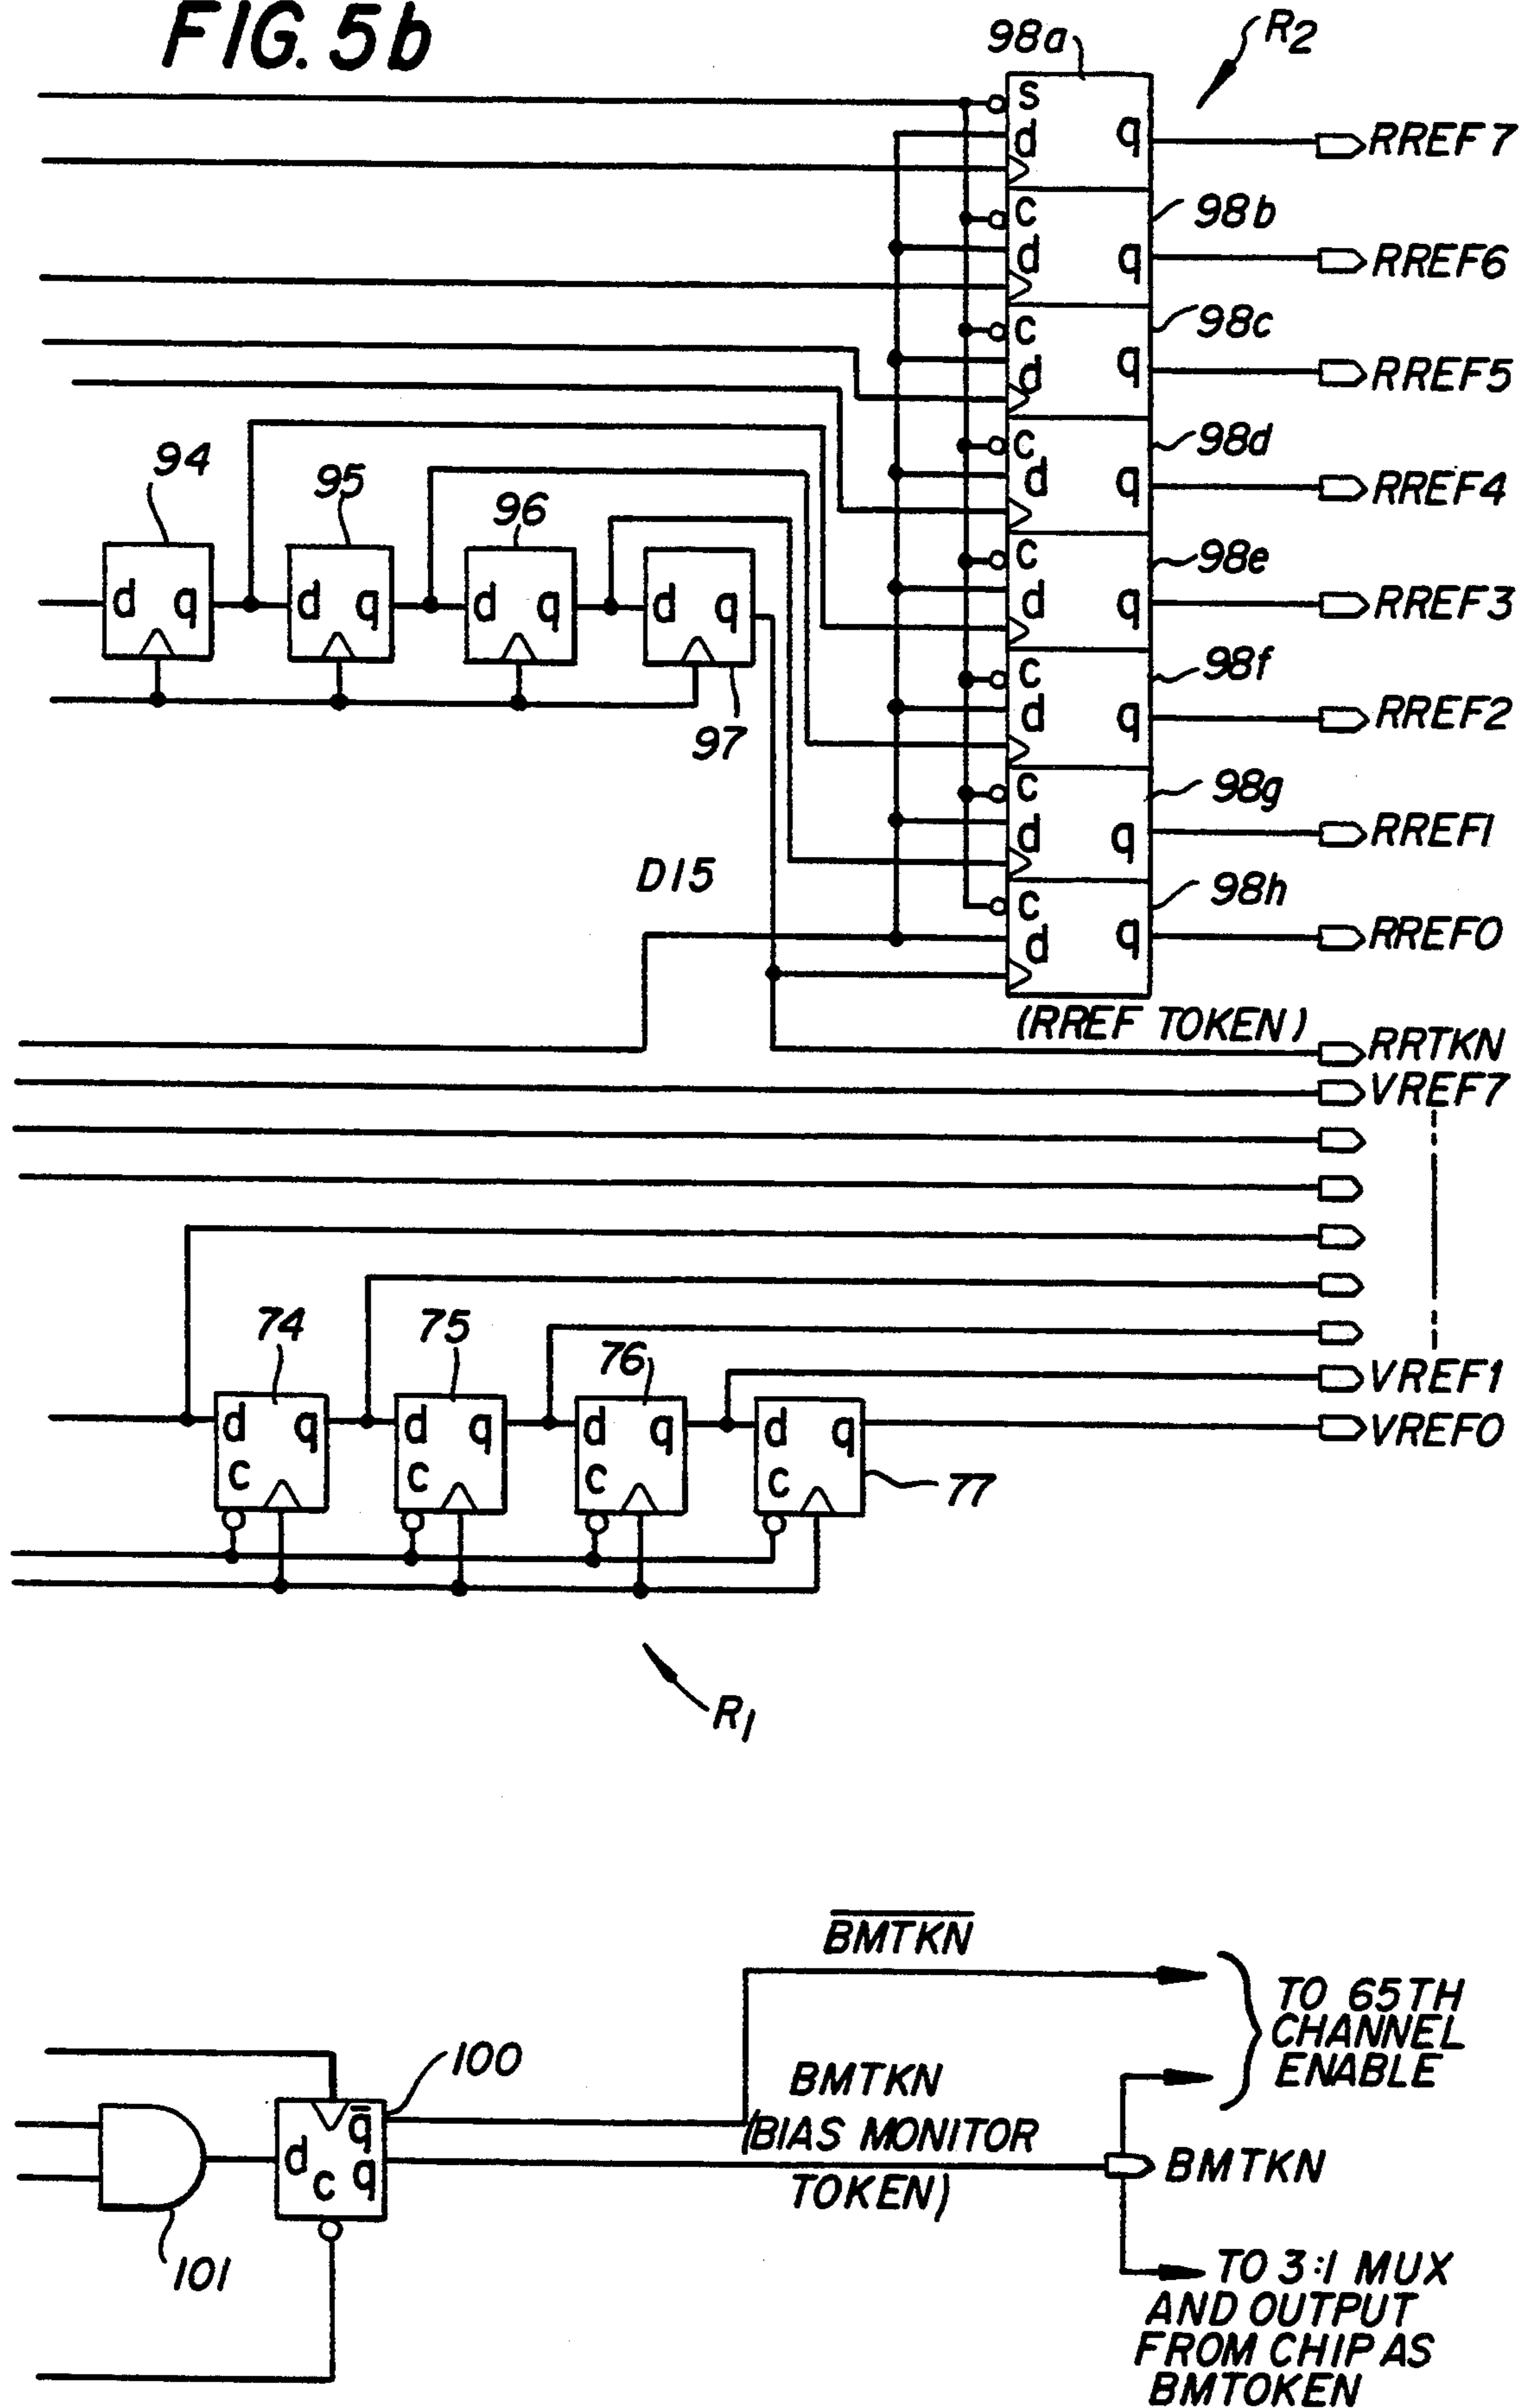 FIG. 5b
98a
R2
S
d
q
RREF7
C
d
q
98b
RREF6
C
d
q
98c
RREF5
C
d
q
98d
RREF4
C
d
q
98e
RREF3
C
d
q
98f
RREF2
C
d
q
98g
RREF1
C
d
q
98h
RREF0
94
95
96
97
d q
d q
d q
d q
D15
(RREF TOKEN)
RRTKN
VREF7
VREF1
VREF0
74
75
76
77
d q
C
d q
C
d q
C
d q
C
R1
B̅M̅T̅K̅N̅
TO 65TH
CHANNEL
ENABLE
100
BMTKN
(BIAS MONITOR
TOKEN)
q̅
d
C q
BMTKN
101
TO 3:1 MUX
AND OUTPUT
FROM CHIP AS
BMTOKEN